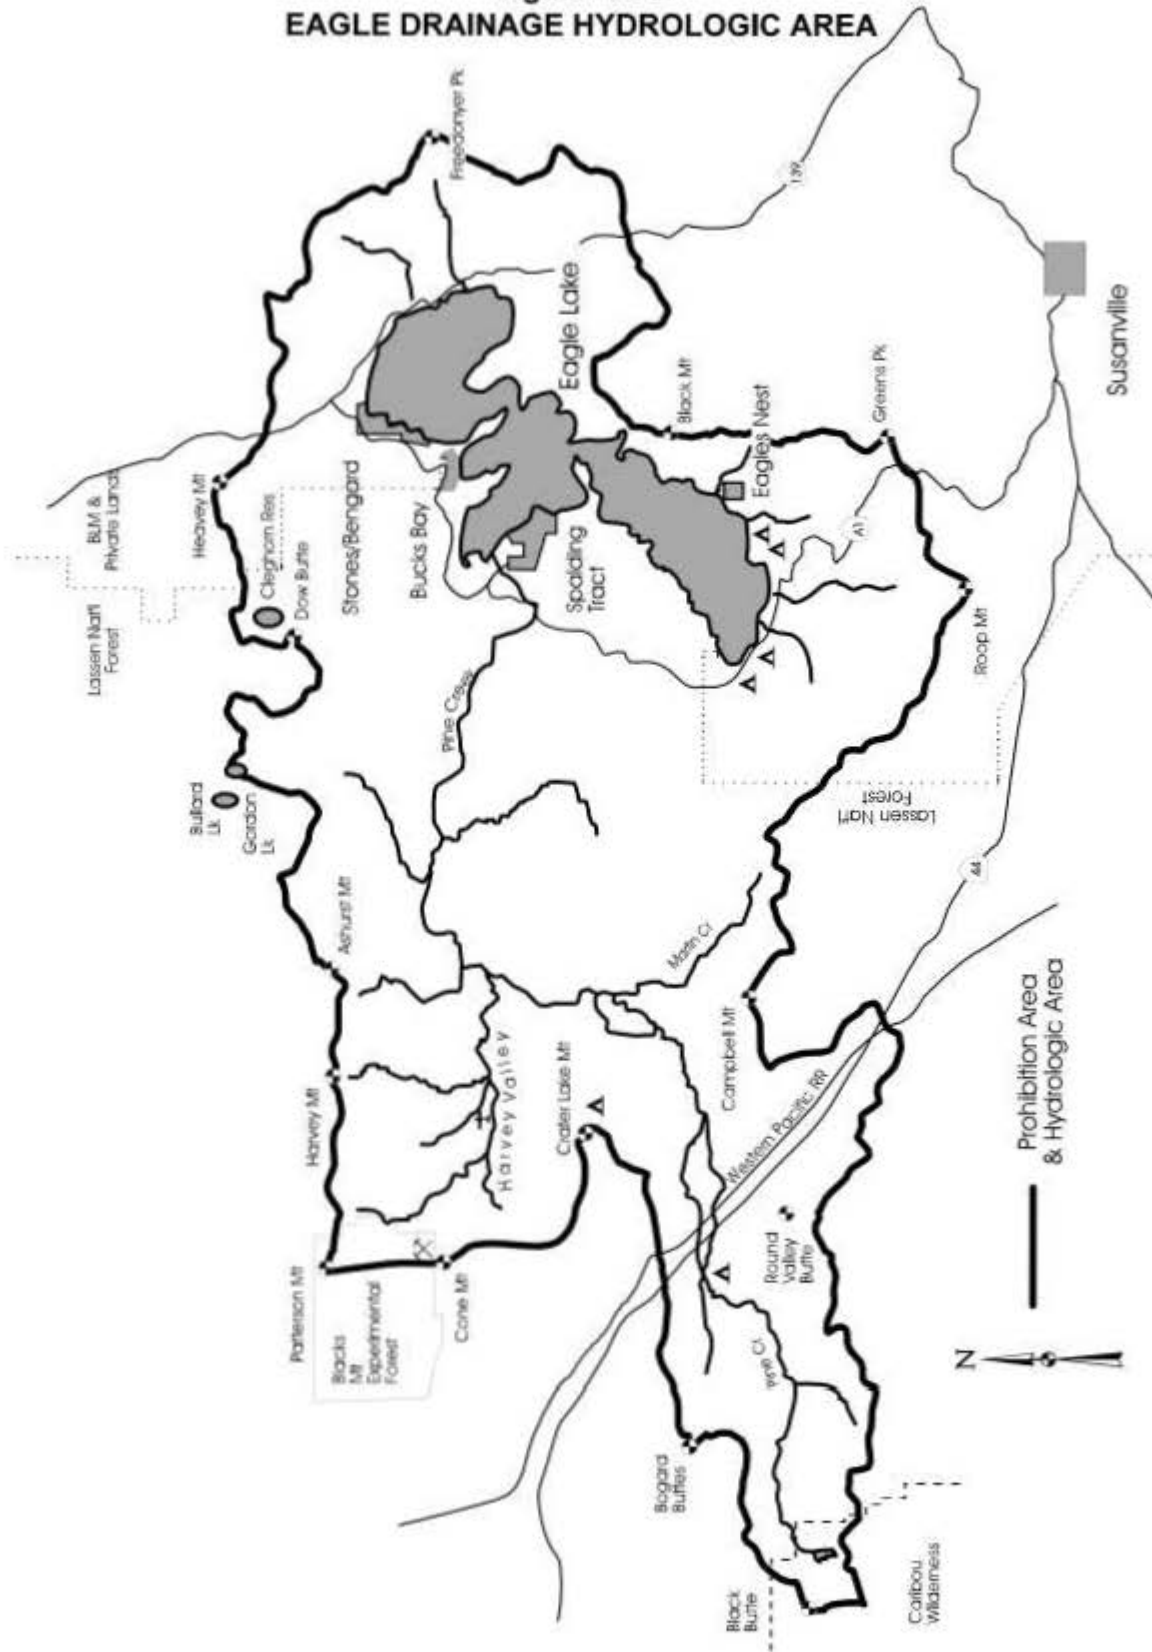 EAGLE DRAINAGE HYDROLOGIC AREA
Freedonyer Pk
139
Eagle Lake
Susanville
Black Mt
Eagles Nest
Greens Pk
A1
BLM &
Private Lands
Heavey Mt
Cleghorn Res
Dow Butte
Stones/Bengard
Bucks Bay
Spalding
Tract
Lassen Nat'l
Forest
Roop Mt
Pine Creek
Bullard
Lk
Gordon
Lk
Lassen Nat'l
Forest
44
Ashurst Mt
Martin Cr
Campbell Mt
Harvey Mt
Harvey Valley
Crater Lake Mt
Western Pacific RR
Prohibition Area
& Hydrologic Area
Patterson Mt
Blacks
Mt
Experimental
Forest
Cone Mt
Round
Valley
Butte
N
Pine Cr
Bogard
Buttes
Black
Butte
Caribou
Wilderness